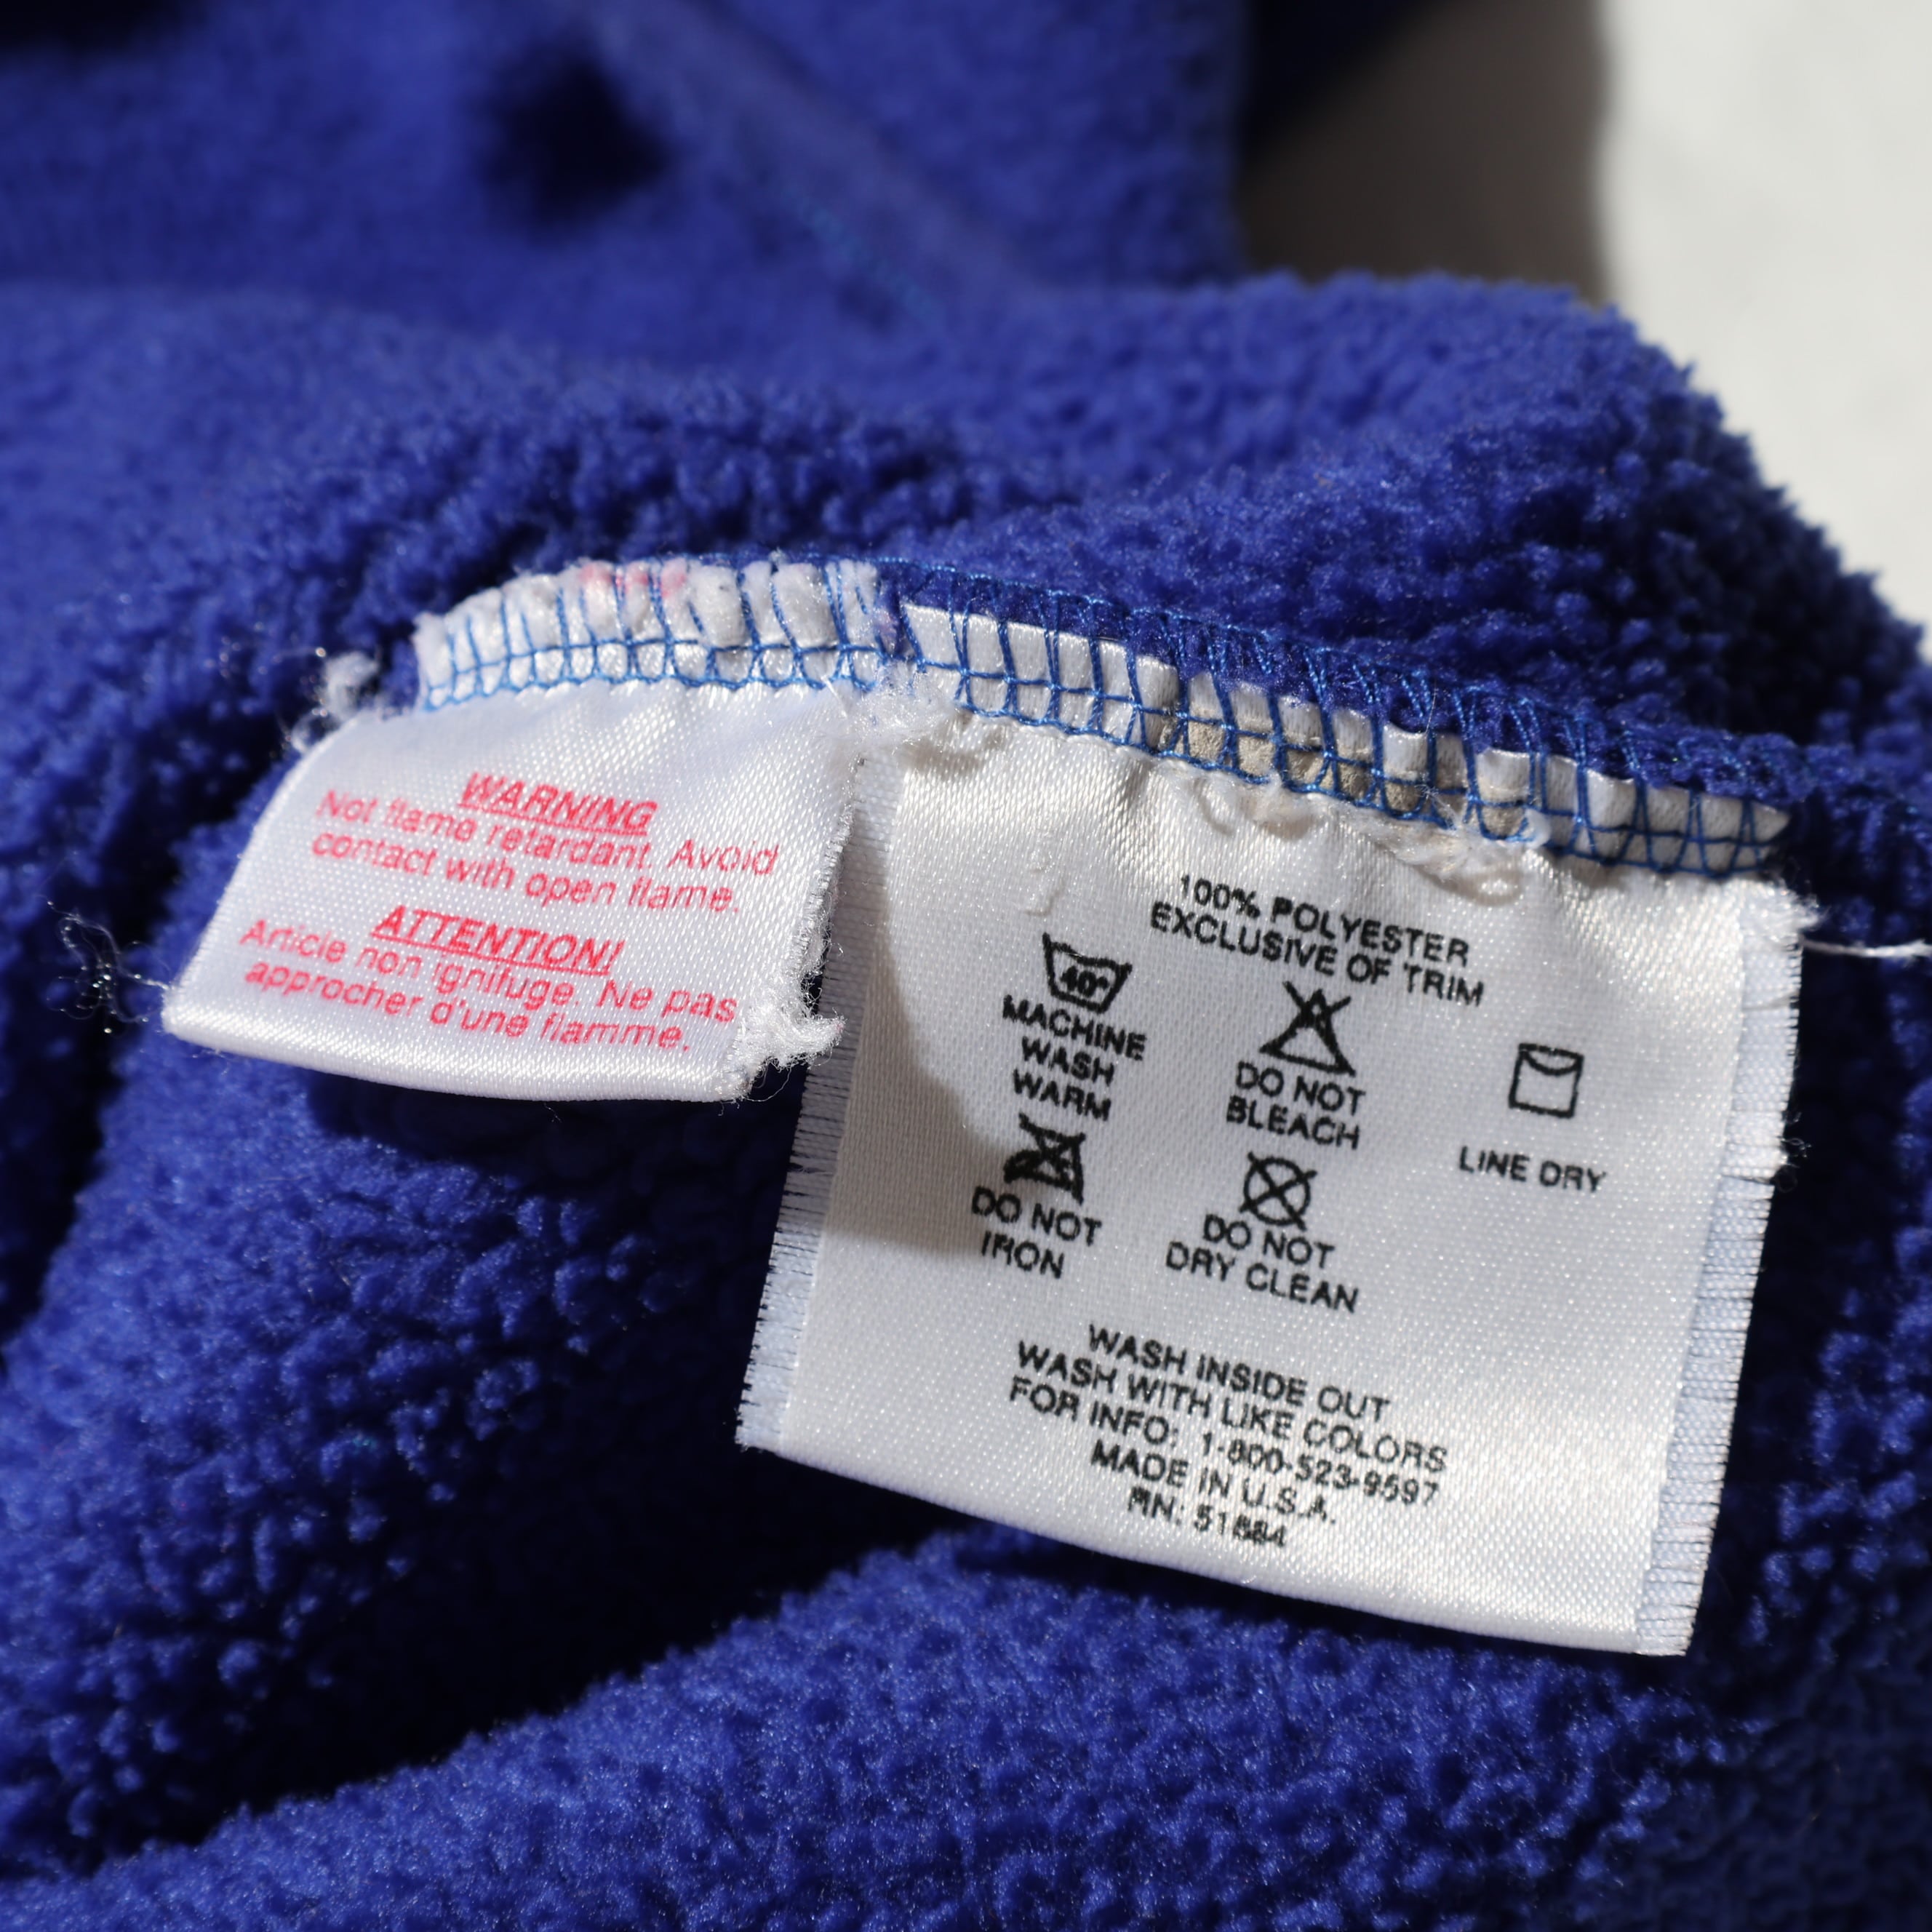 WARNING
Not flame retardant. Avoid
contact with open flame.
ATTENTION!
Article non ignifuge. Ne pas
approcher d'une flamme.
100% POLYESTER
EXCLUSIVE OF TRIM
40°
MACHINE
WASH
WARM
DO NOT
BLEACH
LINE DRY
DO NOT
IRON
DO NOT
DRY CLEAN
WASH INSIDE OUT
WASH WITH LIKE COLORS
FOR INFO: 1-800-523-9597
MADE IN U.S.A.
RN: 51884